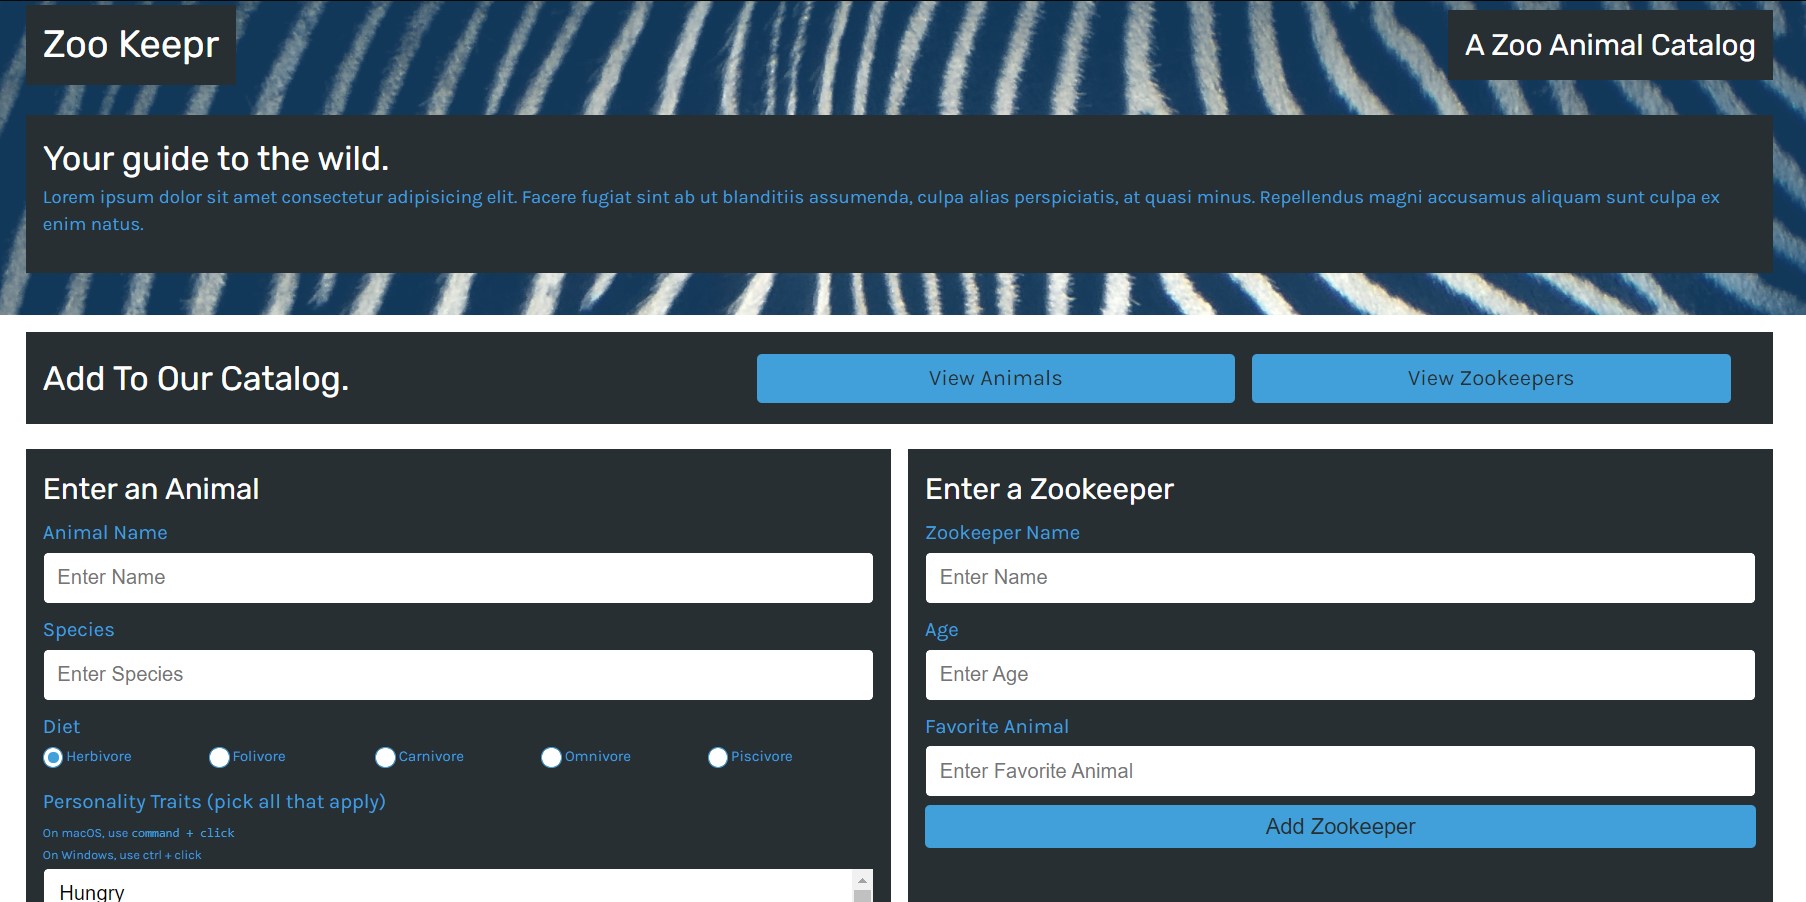 Zoo Keepr
A Zoo Animal Catalog
Your guide to the wild.
Lorem ipsum dolor sit amet consectetur adipisicing elit. Facere fugiat sint ab ut blanditiis assumenda, culpa alias perspiciatis, at quasi minus. Repellendus magni accusamus aliquam sunt culpa ex
enim natus.
Add To Our Catalog.
View Animals
View Zookeepers
Enter an Animal
Animal Name
Enter Name
Species
Enter Species
Diet
Herbivore Folivore Carnivore Omnivore Piscivore
Personality Traits (pick all that apply)
On macOS, use command + click
On Windows, use ctrl + click
Hungry
Enter a Zookeeper
Zookeeper Name
Enter Name
Age
Enter Age
Favorite Animal
Enter Favorite Animal
Add Zookeeper